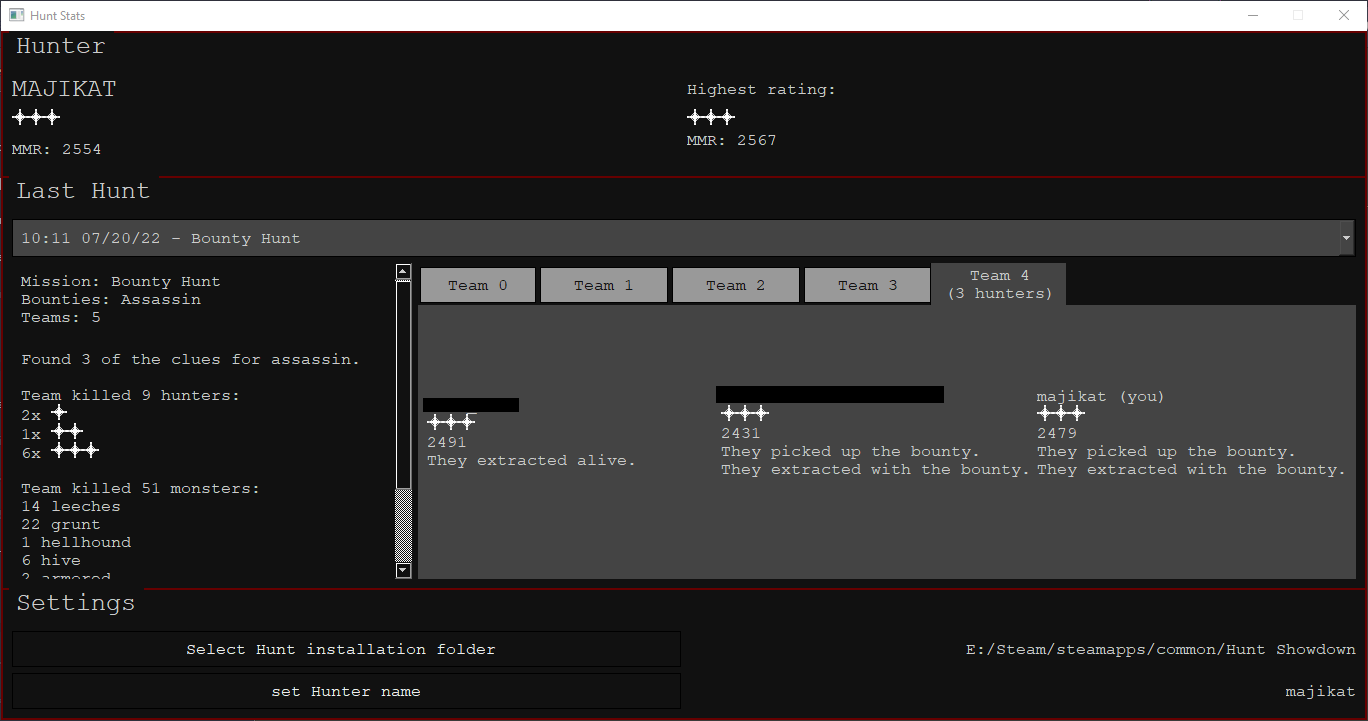 Hunt Stats
Hunter
MAJIKAT
MMR: 2554
Highest rating:
MMR: 2567
Last Hunt
10:11 07/20/22 - Bounty Hunt
Mission: Bounty Hunt
Bounties: Assassin
Teams: 5
Found 3 of the clues for assassin.
Team killed 9 hunters:
2x
1x
6x
Team killed 51 monsters:
14 leeches
22 grunt
1 hellhound
6 hive
2 armored
Team 0
Team 1
Team 2
Team 3
Team 4
(3 hunters)
2491
They extracted alive.
2431
They picked up the bounty.
They extracted with the bounty.
majikat (you)
2479
They picked up the bounty.
They extracted with the bounty.
Settings
Select Hunt installation folder
E:/Steam/steamapps/common/Hunt Showdown
set Hunter name
majikat